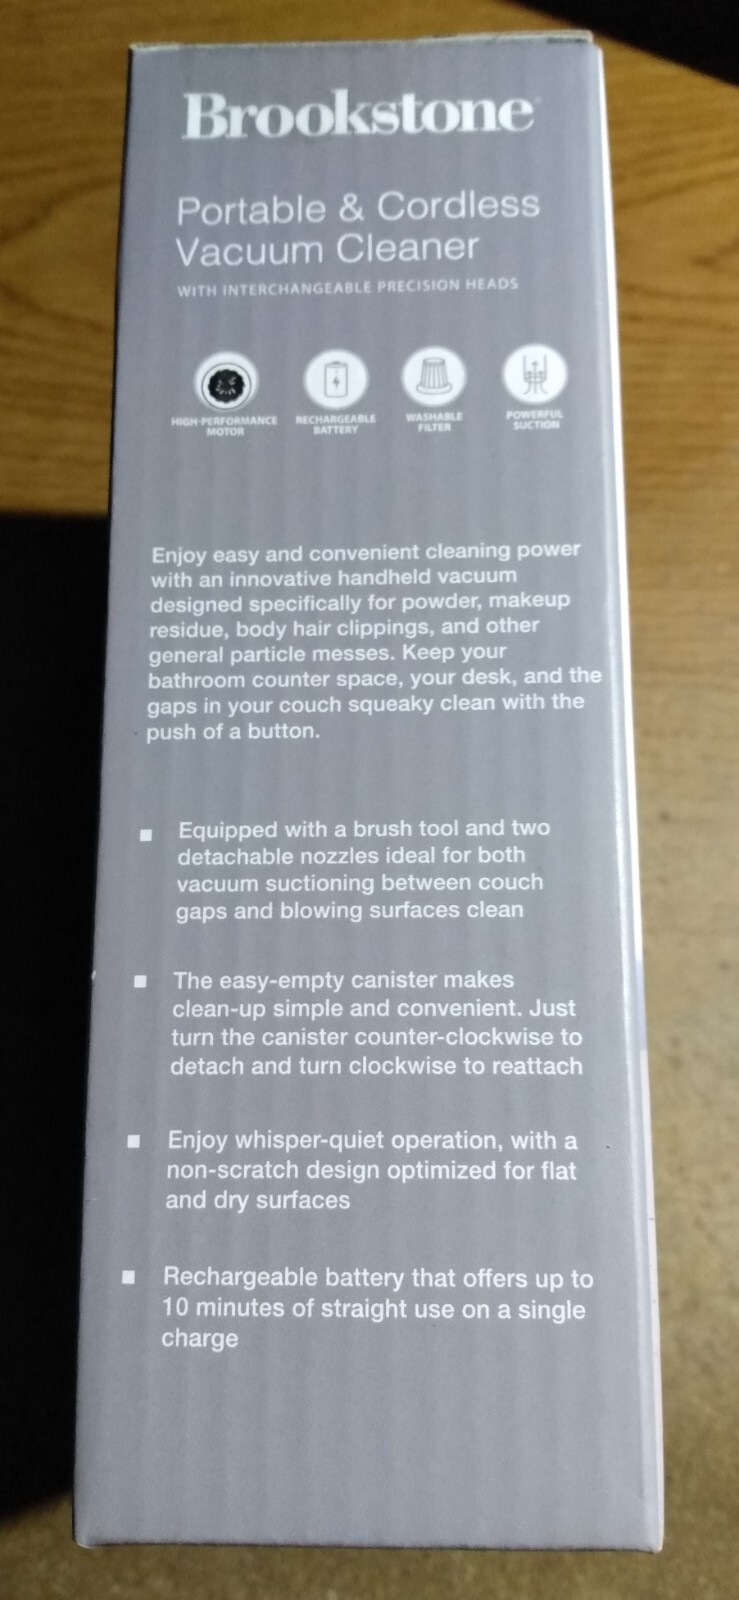 Brookstone
Portable & Cordless
Vacuum Cleaner
WITH INTERCHANGEABLE PRECISION HEADS
HIGH-PERFORMANCE
MOTOR
RECHARGEABLE
BATTERY
WASHABLE
FILTER
POWERFUL
SUCTION
Enjoy easy and convenient cleaning power
with an innovative handheld vacuum
designed specifically for powder, makeup
residue, body hair clippings, and other
general particle messes. Keep your
bathroom counter space, your desk, and the
gaps in your couch squeaky clean with the
push of a button.
▪ Equipped with a brush tool and two
detachable nozzles ideal for both
vacuum suctioning between couch
gaps and blowing surfaces clean
▪ The easy-empty canister makes
clean-up simple and convenient. Just
turn the canister counter-clockwise to
detach and turn clockwise to reattach
▪ Enjoy whisper-quiet operation, with a
non-scratch design optimized for flat
and dry surfaces
▪ Rechargeable battery that offers up to
10 minutes of straight use on a single
charge